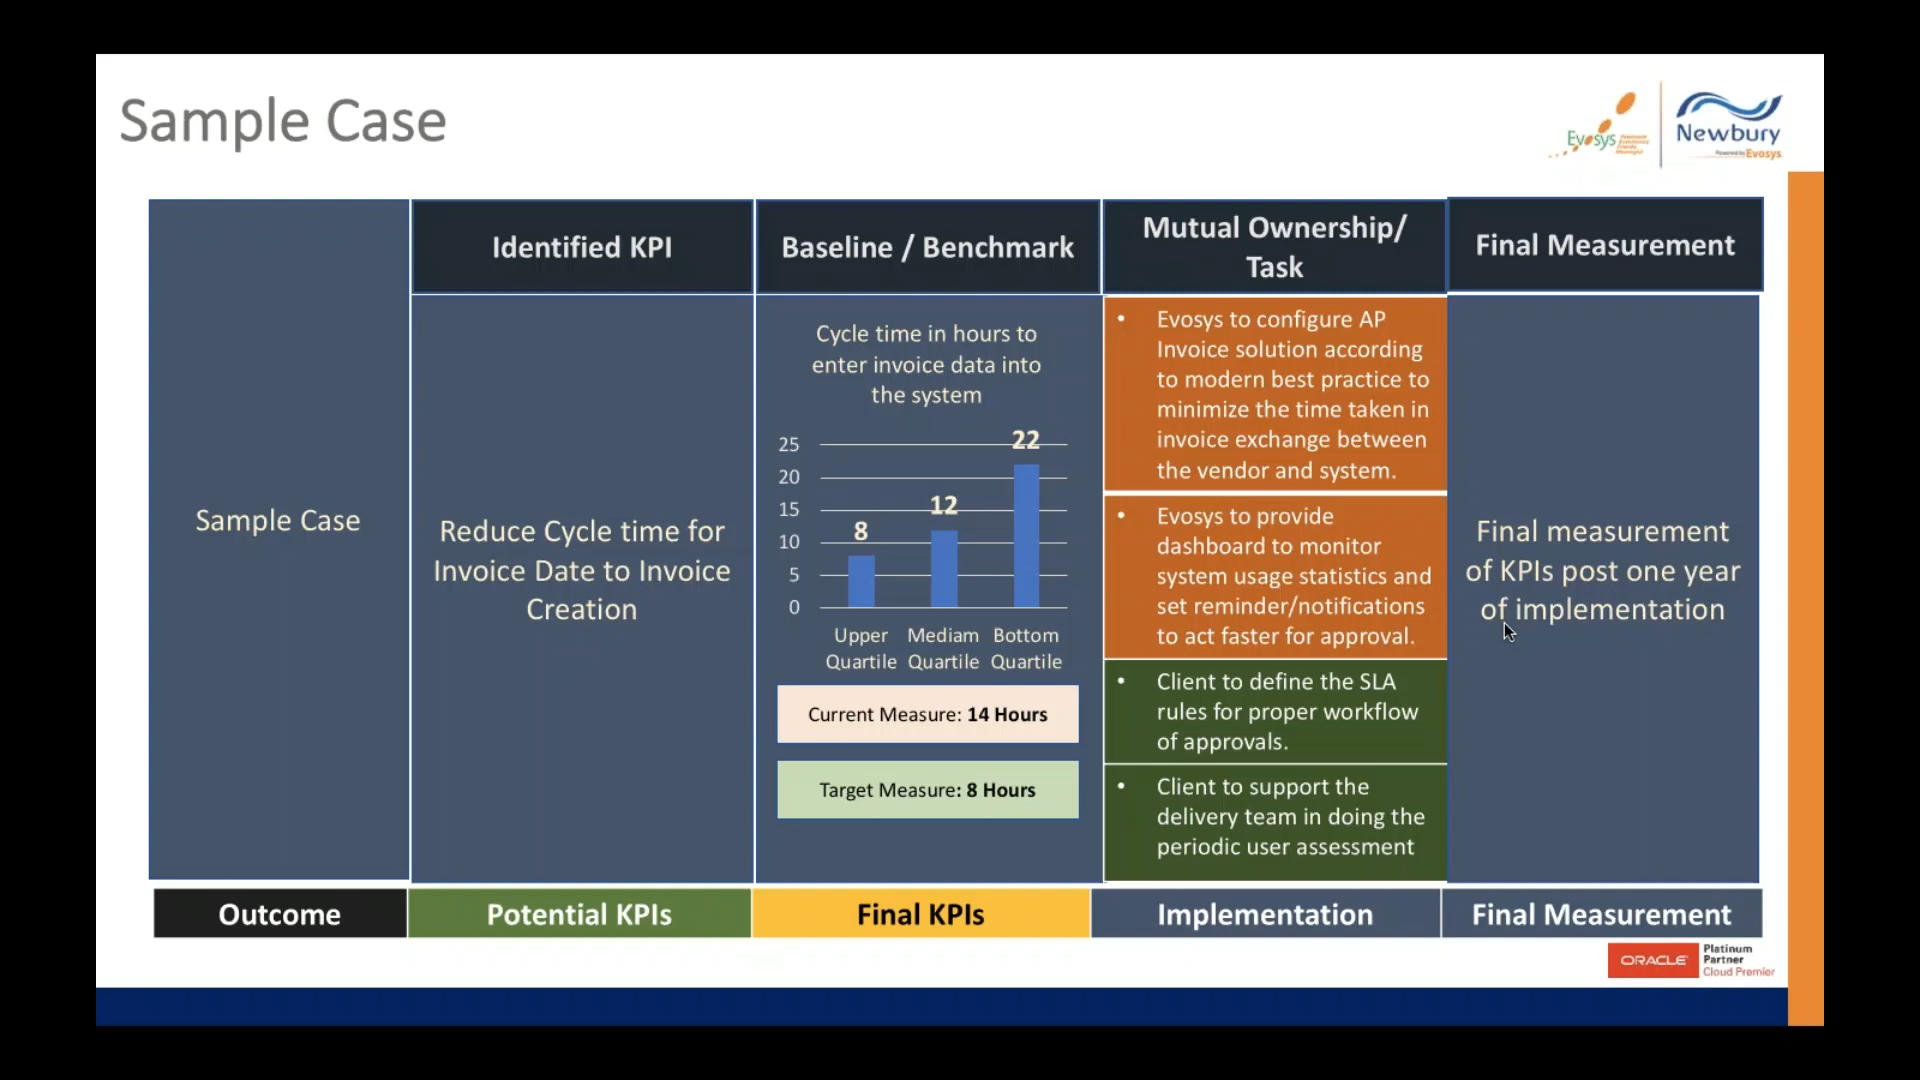 Sample Case
Evosys
Newbury
Powered by Evosys
Identified KPI
Baseline / Benchmark
Mutual Ownership/
Task
Final Measurement
Sample Case
Reduce Cycle time for
Invoice Date to Invoice
Creation
Cycle time in hours to
enter invoice data into
the system
25
20
15
10
5
0
8
12
22
Upper
Quartile
Mediam
Quartile
Bottom
Quartile
Current Measure: 14 Hours
Target Measure: 8 Hours
• Evosys to configure AP
Invoice solution according
to modern best practice to
minimize the time taken in
invoice exchange between
the vendor and system.
• Evosys to provide
dashboard to monitor
system usage statistics and
set reminder/notifications
to act faster for approval.
• Client to define the SLA
rules for proper workflow
of approvals.
• Client to support the
delivery team in doing the
periodic user assessment
Final measurement
of KPIs post one year
of implementation
Outcome
Potential KPIs
Final KPIs
Implementation
Final Measurement
ORACLE
Platinum
Partner
Cloud Premier